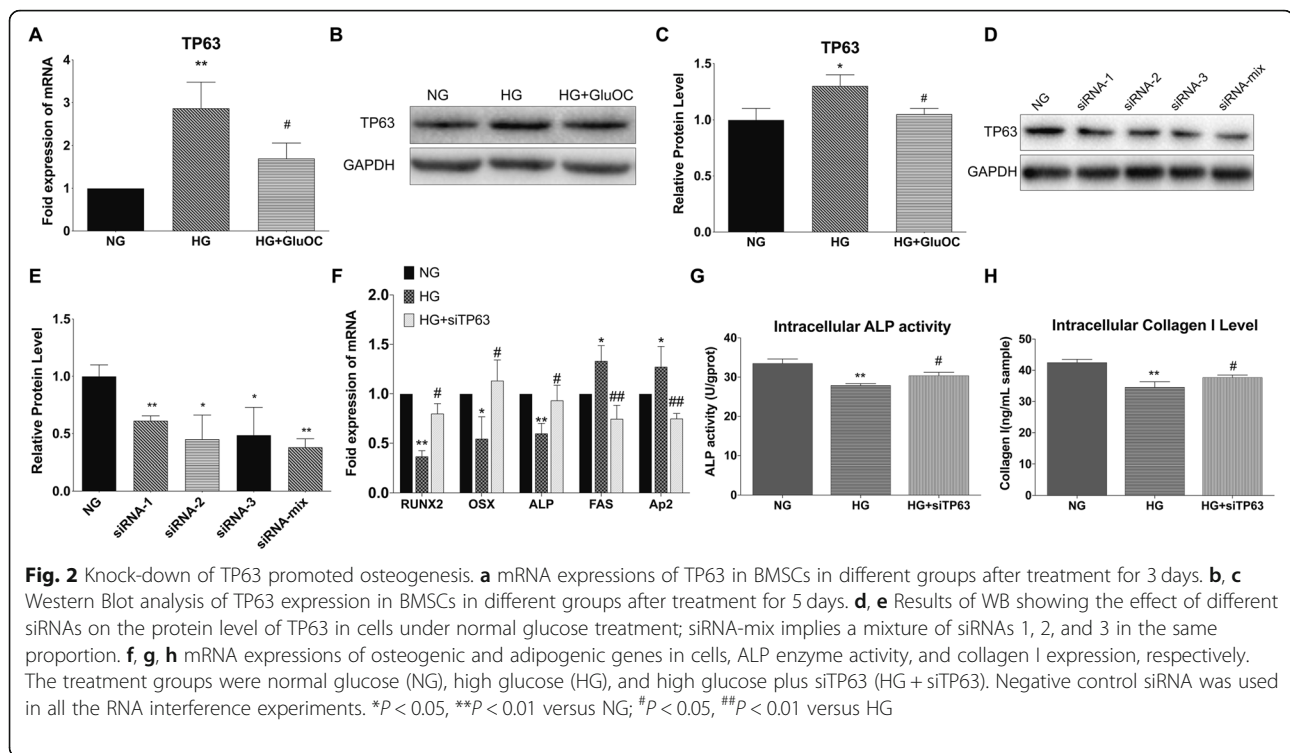 A
TP63
Fold expression of mRNA
4
3
2
1
0
**
#
NG HG HG+GluOC
B
NG HG HG+GluOC
TP63
GAPDH
C
TP63
Relative Protein Level
1.5
1.0
0.5
0.0
*
#
NG HG HG+GluOC
D
NG siRNA-1 siRNA-2 siRNA-3 siRNA-mix
TP63
GAPDH
E
Relative Protein Level
1.5
1.0
0.5
0.0
** * * **
NG siRNA-1 siRNA-2 siRNA-3 siRNA-mix
F
NG
HG
HG+siTP63
Fold expression of mRNA
2.0
1.5
1.0
0.5
0.0
** # * # ** # * ## * ##
RUNX2 OSX ALP FAS Ap2
G
Intracellular ALP activity
ALP activity (U/gprot)
40
30
20
10
0
**
#
NG HG HG+siTP63
H
Intracellular Collagen I Level
Collagen I(ng/mL sample)
50
40
30
20
10
0
**
#
NG HG HG+siTP63
Fig. 2 Knock-down of TP63 promoted osteogenesis. a mRNA expressions of TP63 in BMSCs in different groups after treatment for 3 days. b, c
Western Blot analysis of TP63 expression in BMSCs in different groups after treatment for 5 days. d, e Results of WB showing the effect of different
siRNAs on the protein level of TP63 in cells under normal glucose treatment; siRNA-mix implies a mixture of siRNAs 1, 2, and 3 in the same
proportion. f, g, h mRNA expressions of osteogenic and adipogenic genes in cells, ALP enzyme activity, and collagen I expression, respectively.
The treatment groups were normal glucose (NG), high glucose (HG), and high glucose plus siTP63 (HG + siTP63). Negative control siRNA was used
in all the RNA interference experiments. *P < 0.05, **P < 0.01 versus NG; #P < 0.05, ##P < 0.01 versus HG